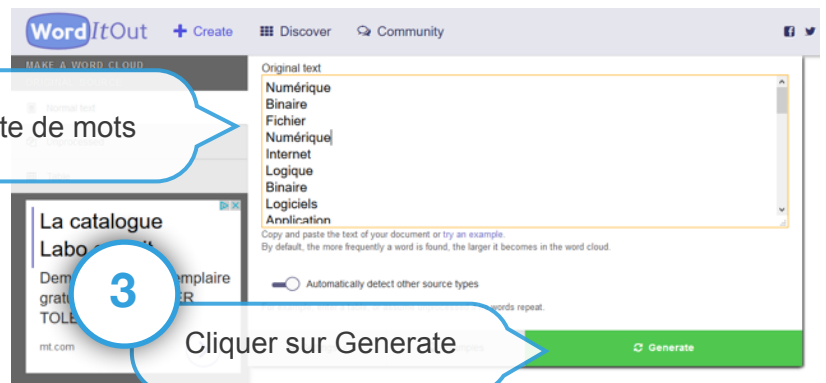 WordItOut
Create
Discover
Community
MAKE A WORD CLOUD
Normal text
Table
te de mots
Original text
Numérique
Binaire
Fichier
Numérique
Internet
Logique
Binaire
Logiciels
Application
Copy and paste the text of your document or try an example.
By default, the more frequently a word is found, the larger it becomes in the word cloud.
Automatically detect other source types
words repeat.
La catalogue
Labo
Dem emplaire
grat ER
TOLE
mt.com
3
Cliquer sur Generate
Generate